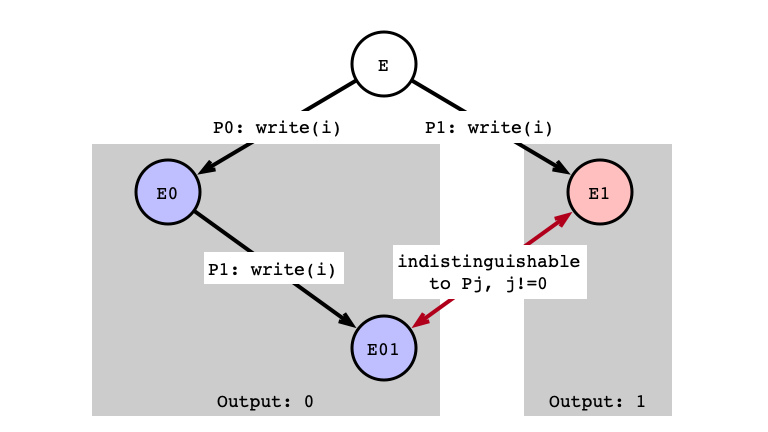 E
P0: write(i)
P1: write(i)
E0
E1
P1: write(i)
indistinguishable
to Pj, j!=0
E01
Output: 0
Output: 1